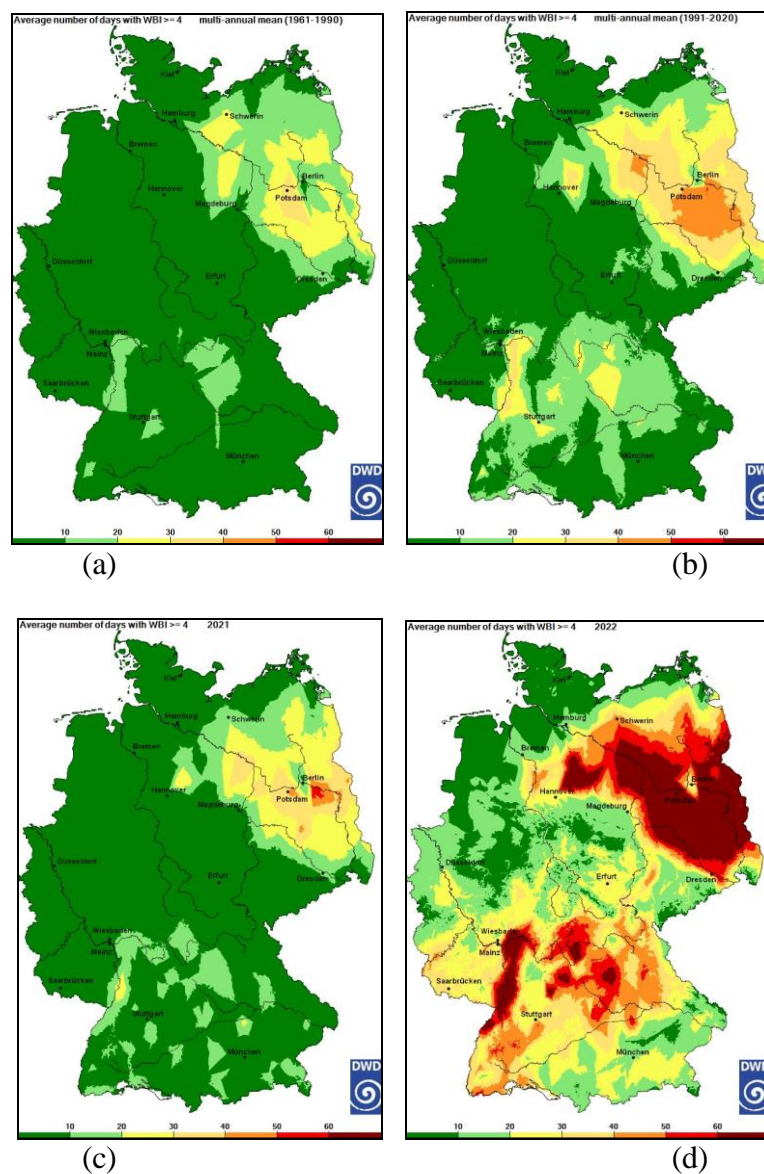 Average number of days with WBI >= 4 multi-annual mean (1961-1990)
Kiel
Hamburg
Schwerin
Bremen
Berlin
Hannover
Potsdam
Magdeburg
Düsseldorf
Erfurt
Dresden
Wiesbaden
Mainz
Saarbrücken
Stuttgart
München
DWD
10 20 30 40 50 60
(a)
Average number of days with WBI >= 4 multi-annual mean (1991-2020)
Kiel
Hamburg
Schwerin
Bremen
Berlin
Hannover
Potsdam
Magdeburg
Düsseldorf
Erfurt
Dresden
Wiesbaden
Mainz
Saarbrücken
Stuttgart
München
DWD
10 20 30 40 50 60
(b)
Average number of days with WBI >= 4 2021
Kiel
Hamburg
Schwerin
Bremen
Berlin
Hannover
Potsdam
Magdeburg
Düsseldorf
Erfurt
Dresden
Wiesbaden
Mainz
Saarbrücken
Stuttgart
München
DWD
10 20 30 40 50 60
(c)
Average number of days with WBI >= 4 2022
Kiel
Hamburg
Schwerin
Bremen
Berlin
Hannover
Potsdam
Magdeburg
Düsseldorf
Erfurt
Dresden
Wiesbaden
Mainz
Saarbrücken
Stuttgart
München
DWD
10 20 30 40 50 60
(d)